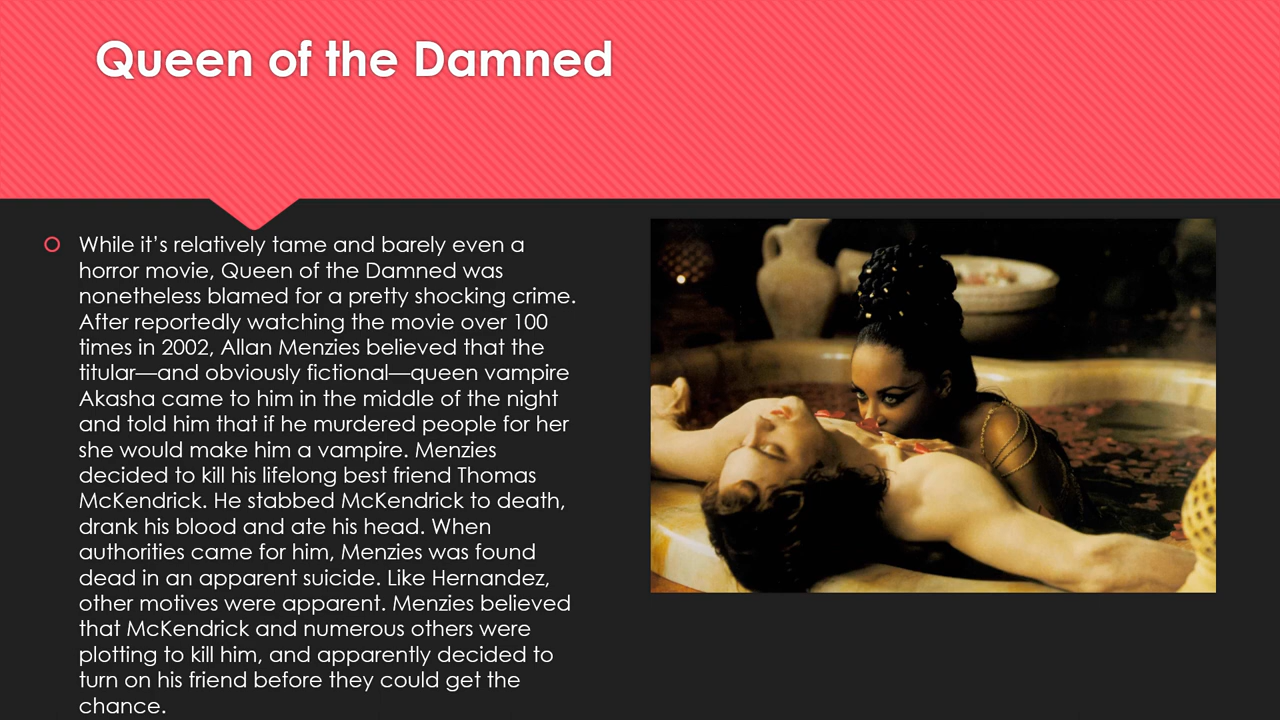 Queen of the Damned
While it’s relatively tame and barely even a
horror movie, Queen of the Damned was
nonetheless blamed for a pretty shocking crime.
After reportedly watching the movie over 100
times in 2002, Allan Menzies believed that the
titular—and obviously fictional—queen vampire
Akasha came to him in the middle of the night
and told him that if he murdered people for her
she would make him a vampire. Menzies
decided to kill his lifelong best friend Thomas
McKendrick. He stabbed McKendrick to death,
drank his blood and ate his head. When
authorities came for him, Menzies was found
dead in an apparent suicide. Like Hernandez,
other motives were apparent. Menzies believed
that McKendrick and numerous others were
plotting to kill him, and apparently decided to
turn on his friend before they could get the
chance.